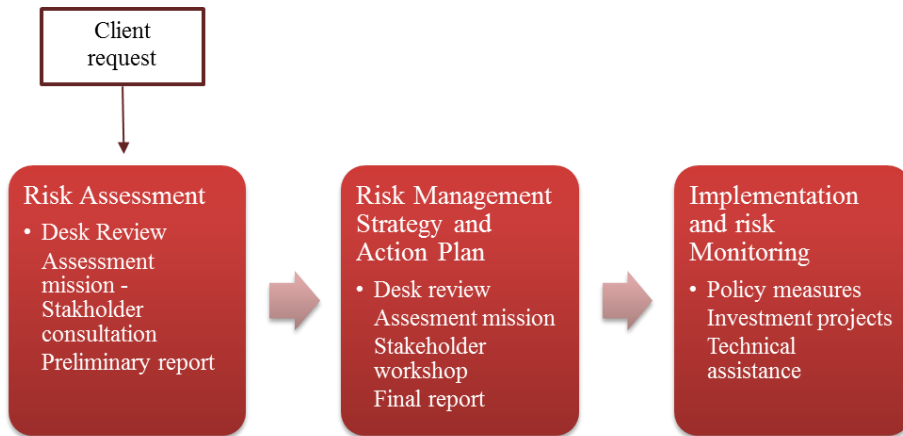 Client
request
Risk Assessment
• Desk Review
Assessment
mission -
Stakholder
consultation
Preliminary report
Risk Management
Strategy and
Action Plan
• Desk review
Assesment mission
Stakeholder
workshop
Final report
Implementation
and risk
Monitoring
• Policy measures
Investment projects
Technical
assistance